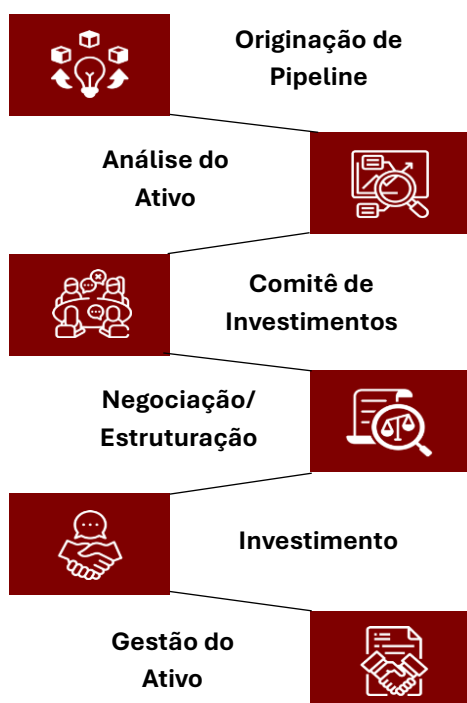 Originação de
Pipeline
Análise do
Ativo
Comitê de
Investimentos
Negociação/
Estruturação
Investimento
Gestão do
Ativo